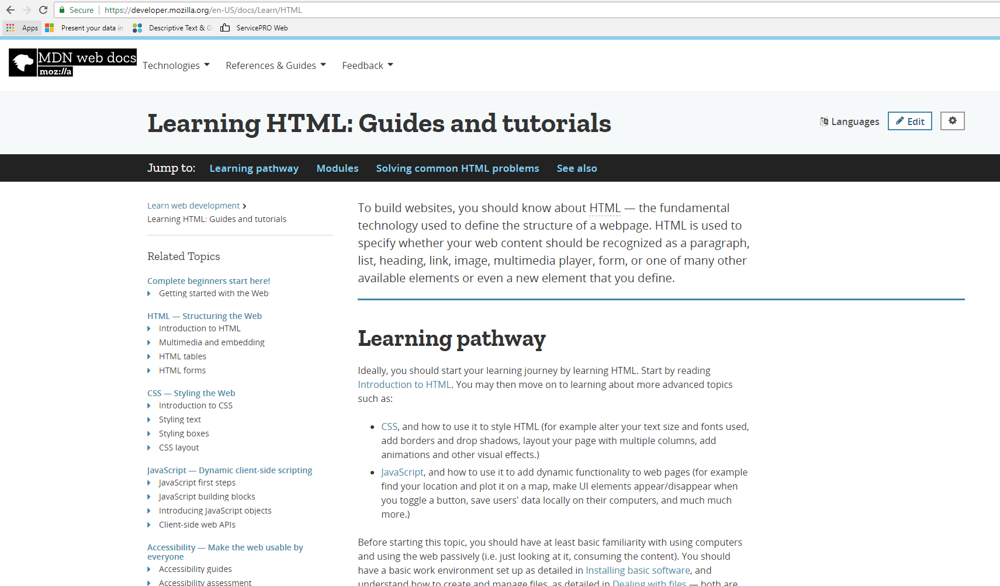 Secure
https://developer.mozilla.org/en-US/docs/Learn/HTML
Apps
Present your data in
Descriptive Text & G
ServicePRO Web
MDN web docs
moz://a
Technologies
References & Guides
Feedback
Learning HTML: Guides and tutorials
Languages
Edit
Jump to:
Learning pathway
Modules
Solving common HTML problems
See also
Learn web development
Learning HTML: Guides and tutorials
Related Topics
Complete beginners start here!
Getting started with the Web
HTML — Structuring the Web
Introduction to HTML
Multimedia and embedding
HTML tables
HTML forms
CSS — Styling the Web
Introduction to CSS
Styling text
Styling boxes
CSS layout
JavaScript — Dynamic client-side scripting
JavaScript first steps
JavaScript building blocks
Introducing JavaScript objects
Client-side web APIs
Accessibility — Make the web usable by
everyone
Accessibility guides
Accessibility assessment
To build websites, you should know about HTML — the fundamental
technology used to define the structure of a webpage. HTML is used to
specify whether your web content should be recognized as a paragraph,
list, heading, link, image, multimedia player, form, or one of many other
available elements or even a new element that you define.
Learning pathway
Ideally, you should start your learning journey by learning HTML. Start by reading
Introduction to HTML. You may then move on to learning about more advanced topics
such as:
CSS, and how to use it to style HTML (for example alter your text size and fonts used,
add borders and drop shadows, layout your page with multiple columns, add
animations and other visual effects.)
JavaScript, and how to use it to add dynamic functionality to web pages (for example
find your location and plot it on a map, make UI elements appear/disappear when
you toggle a button, save users' data locally on their computers, and much much
more.)
Before starting this topic, you should have at least basic familiarity with using computers
and using the web passively (i.e. just looking at it, consuming the content). You should
have a basic work environment set up as detailed in Installing basic software, and
understand how to create and manage files, as detailed in Dealing with files — both are